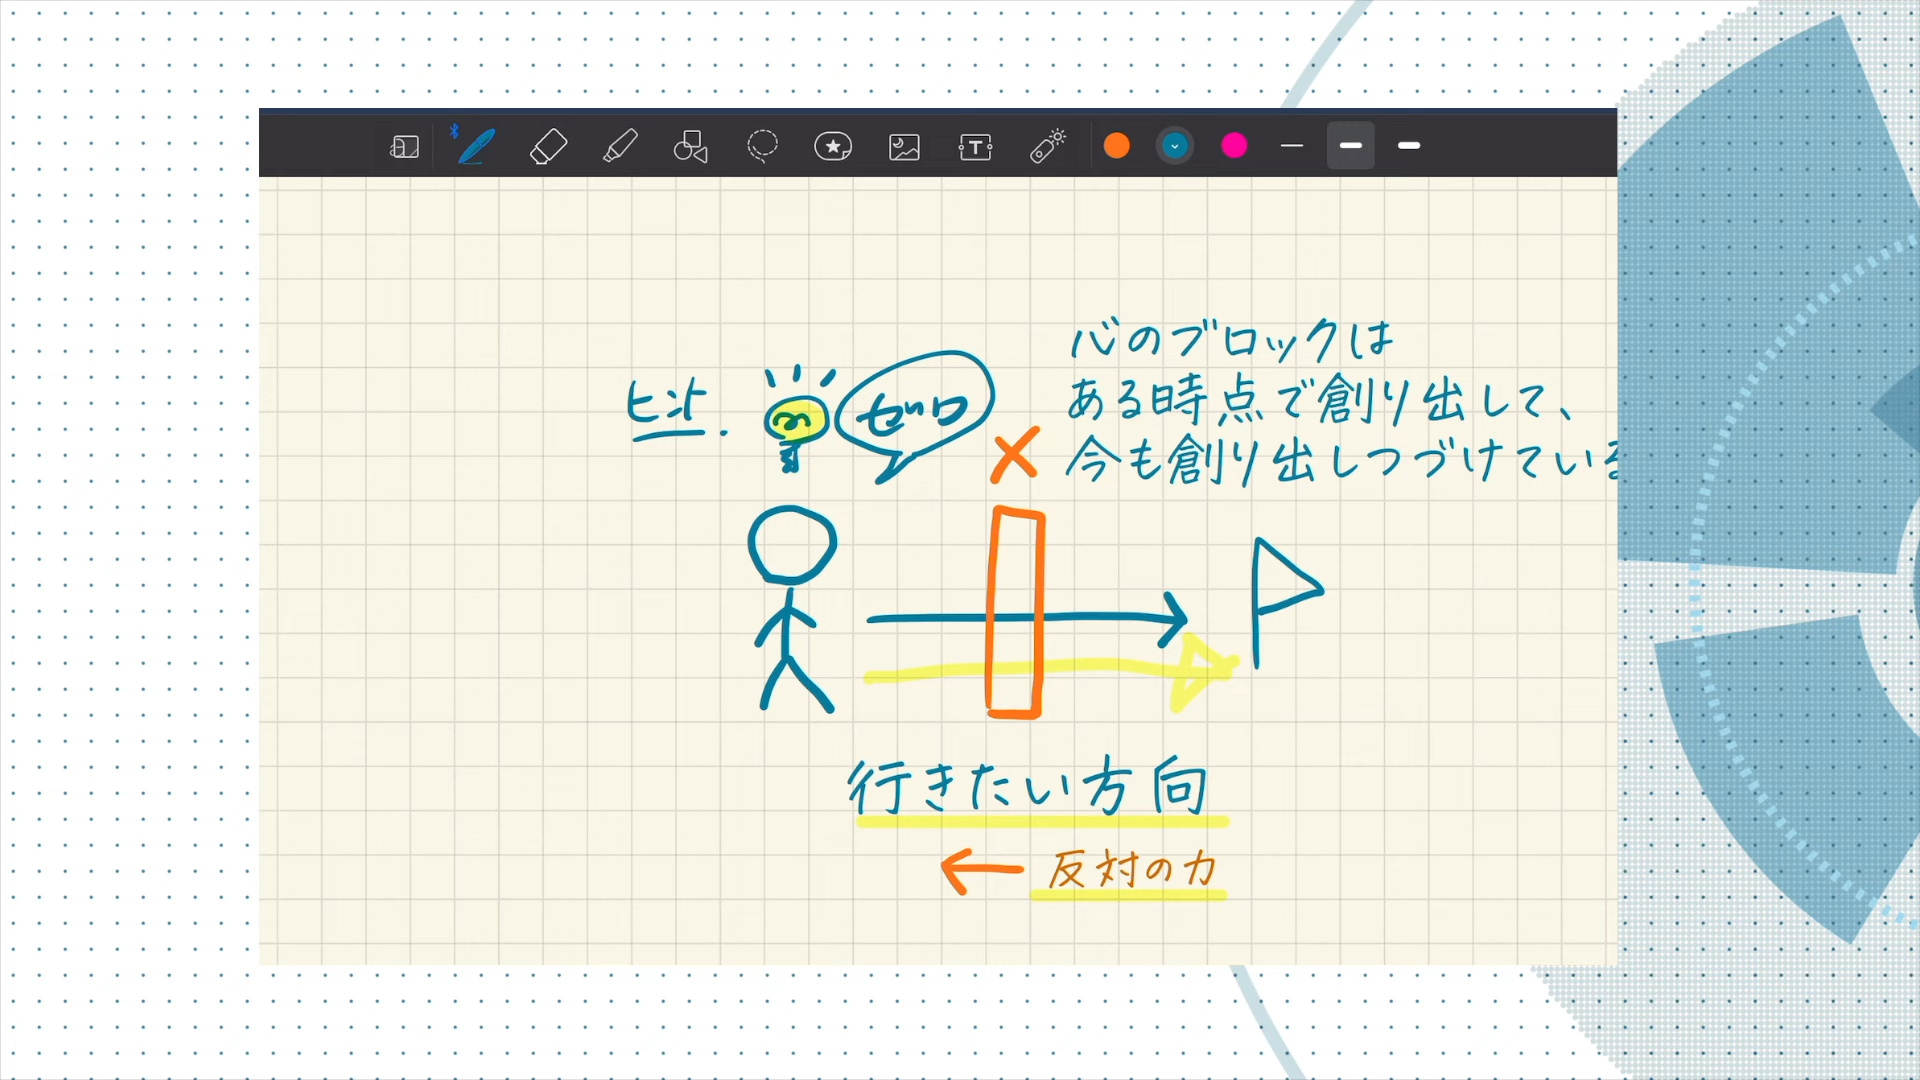 心のブロックは
ある時点で創り出して、
今も創り出しつづけている
ヒント.
ゼロ
行きたい方向
← 反対の力